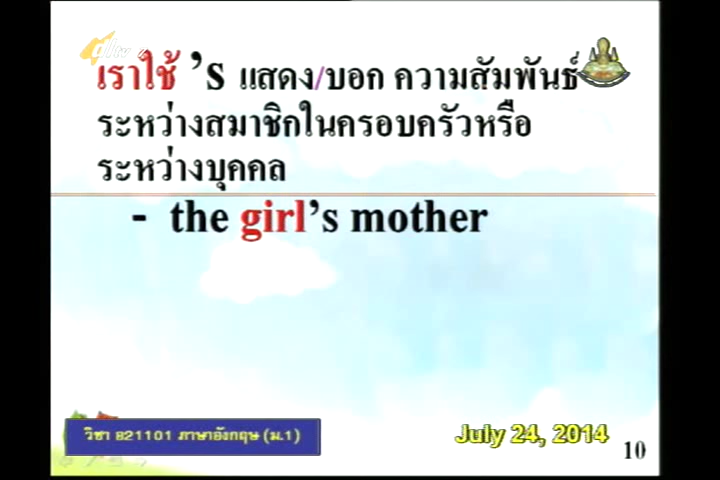 เราใช้ ’s แสดง/บอก ความสัมพันธ์
ระหว่างสมาชิกในครอบครัวหรือ
ระหว่างบุคคล
- the girl’s mother
วิชา อ21101 ภาษาอังกฤษ (ม.1)
July 24, 2014
10